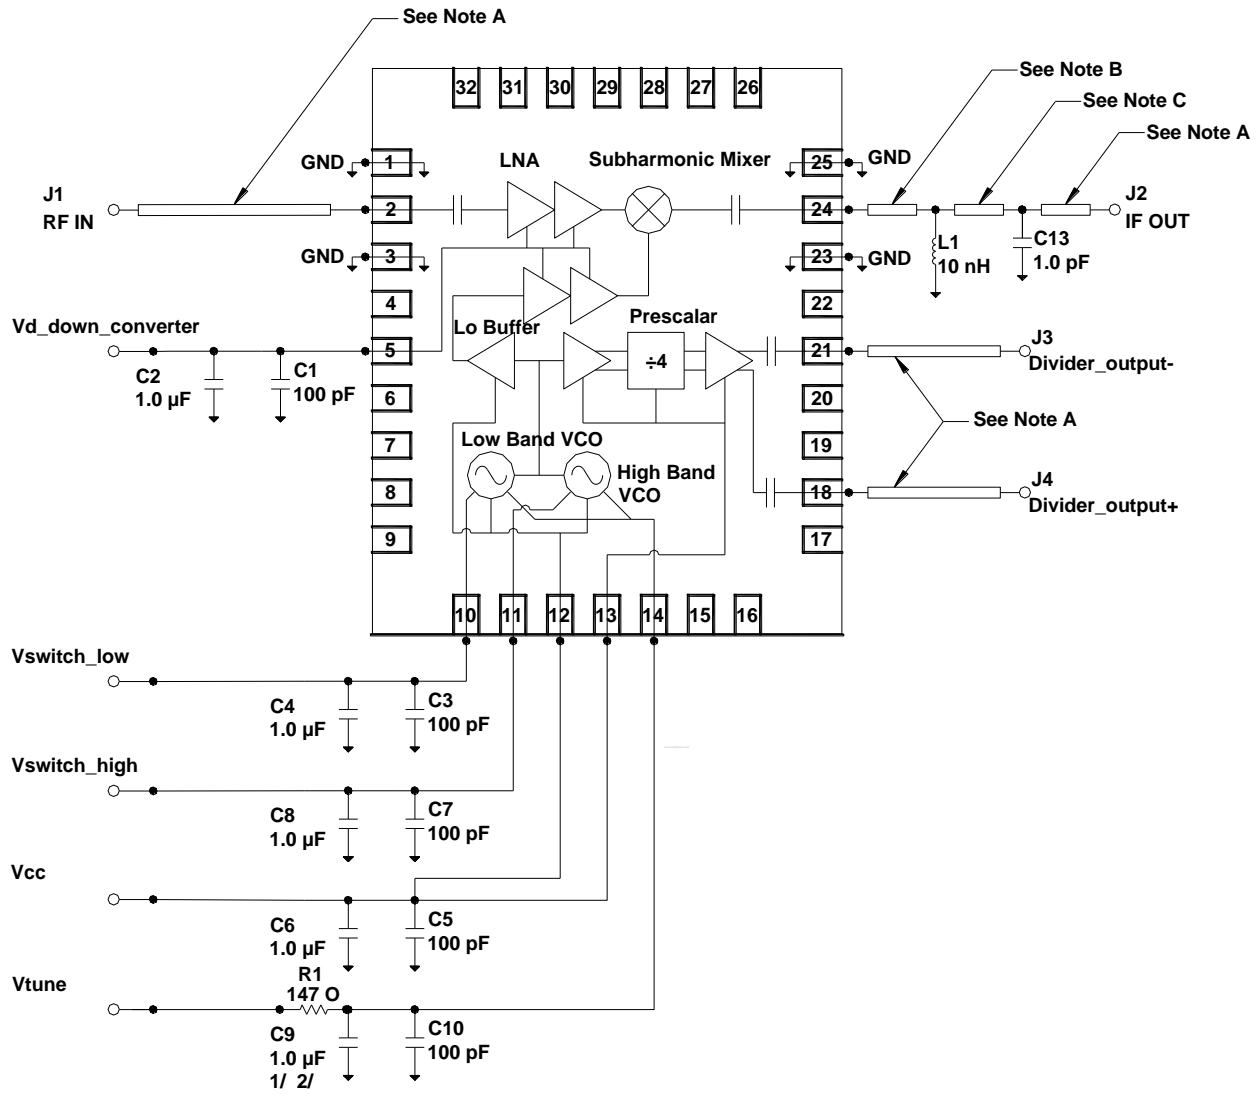 See Note A
32 31 30 29 28 27 26
See Note B
See Note C
See Note A
GND 1
LNA
Subharmonic Mixer
25 GND
J1
RF IN
2
24
J2
IF OUT
GND 3
23 GND
L1
10 nH
C13
1.0 pF
4
22
Vd_down_converter
Lo Buffer
Prescalar
5
÷4
21
J3
Divider_output-
C2
1.0 µF
C1
100 pF
6
20
See Note A
7
Low Band VCO
19
High Band
VCO
8
18
J4
Divider_output+
9
17
10 11 12 13 14 15 16
Vswitch_low
C4
1.0 µF
C3
100 pF
Vswitch_high
C8
1.0 µF
C7
100 pF
Vcc
C6
1.0 µF
C5
100 pF
Vtune
R1
147 O
C9
1.0 µF
1/ 2/
C10
100 pF